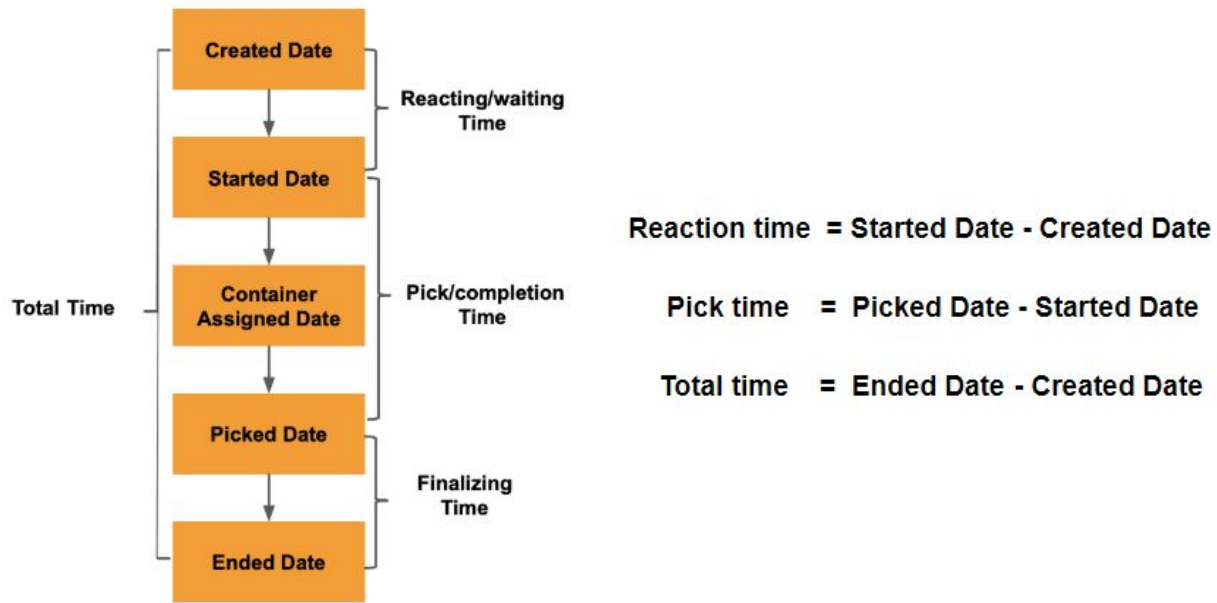 Created Date
Reacting/waiting
Time
Started Date
Reaction time = Started Date - Created Date
Total Time
Container
Assigned Date
Pick/completion
Time
Pick time = Picked Date - Started Date
Total time = Ended Date - Created Date
Picked Date
Finalizing
Time
Ended Date